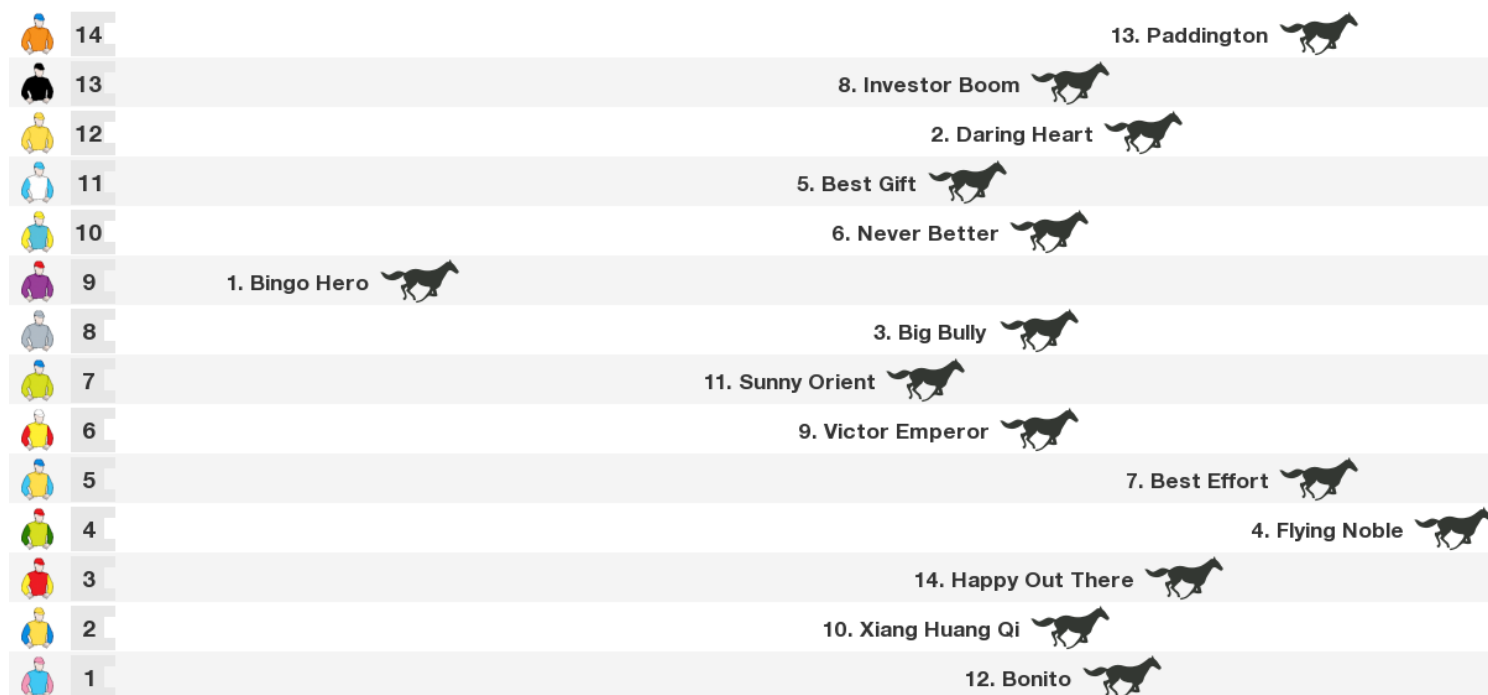 14 13. Paddington
13 8. Investor Boom
12 2. Daring Heart
11 5. Best Gift
10 6. Never Better
9 1. Bingo Hero
8 3. Big Bully
7 11. Sunny Orient
6 9. Victor Emperor
5 7. Best Effort
4 4. Flying Noble
3 14. Happy Out There
2 10. Xiang Huang Qi
1 12. Bonito